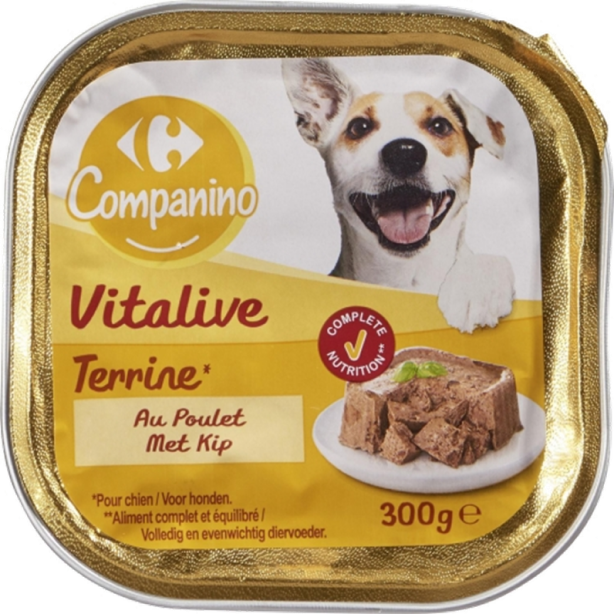 Companino
Vitalive
Terrine*
Au Poulet
Met Kip
COMPLETE
NUTRITION**
*Pour chien / Voor honden.
**Aliment complet et équilibré /
Volledig en evenwichtig diervoeder.
300g℮